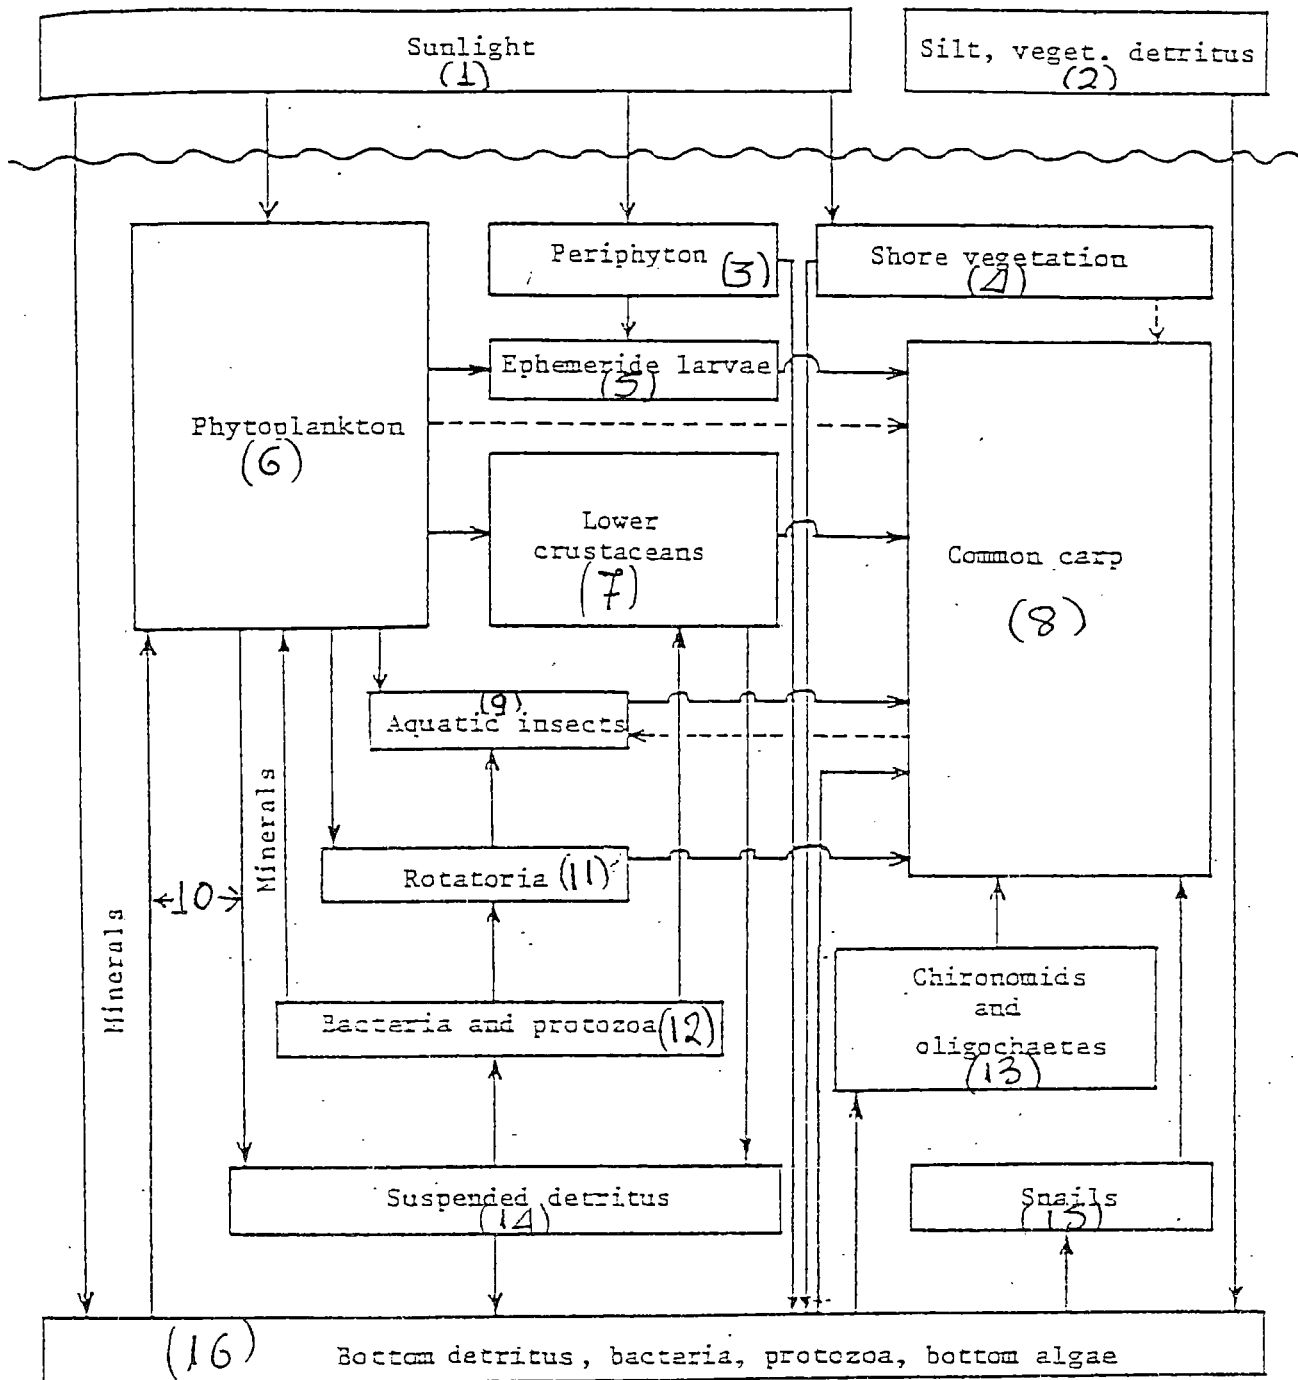 Sunlight
(1)
Silt, veget. detritus
(2)
Periphyton (3)
Shore vegetation
(4)
Ephemeride larvae
(5)
Phytoplankton
(6)
Lower
crustaceans
(7)
Common carp
(8)
(9)
Aquatic insects
Minerals
Minerals
10
Rotatoria (11)
Bacteria and protozoa (12)
Chironomids
and
oligochaetes
(13)
Suspended detritus
(14)
Snails
(15)
(16) Bottom detritus, bacteria, protozoa, bottom algae